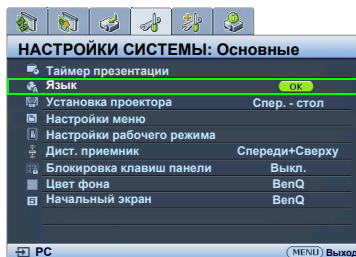 НАСТРОЙКИ СИСТЕМЫ: Основные
Таймер презентации
Язык OK
Установка проектора Спер. - стол
Настройки меню
Настройки рабочего режима
Дист. приемник Спереди+Сверху
Блокировка клавиш панели Выкл.
Цвет фона BenQ
Начальный экран BenQ
PC MENU Выход